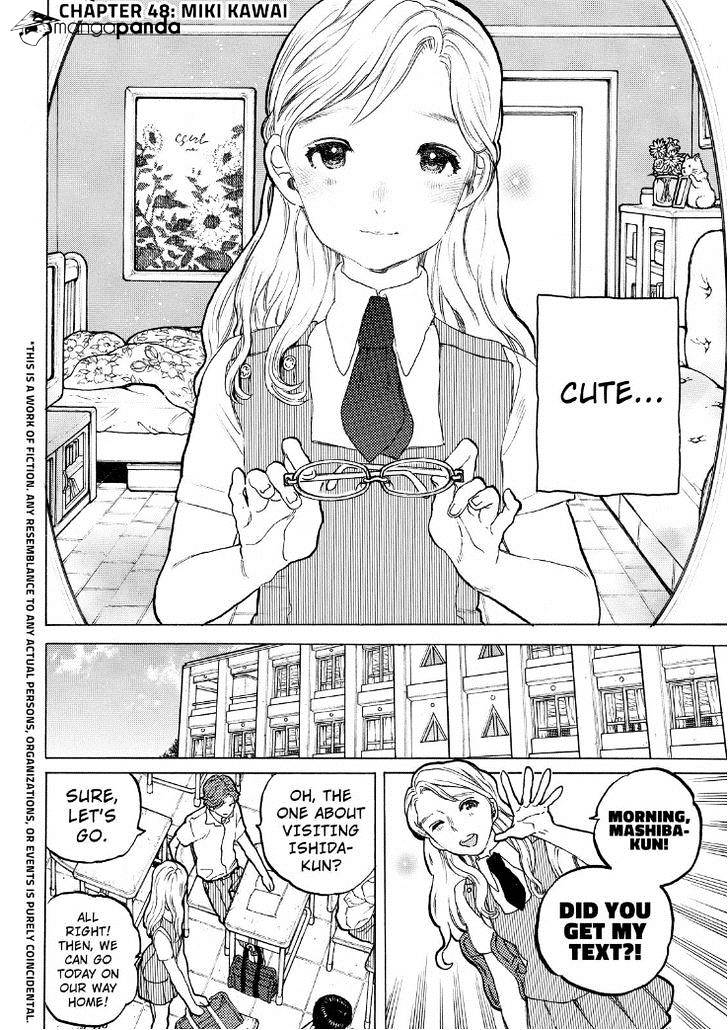 CHAPTER 48: MIKI KAWAI
mangapanda
CUTE...
*THIS IS A WORK OF FICTION. ANY RESEMBLANCE TO ANY ACTUAL PERSONS, ORGANIZATIONS, OR EVENTS IS PURELY COINCIDENTAL.
MORNING,
MASHIBA-
KUN!
DID YOU
GET MY
TEXT?!
OH, THE
ONE ABOUT
VISITING
ISHIDA-
KUN?
SURE,
LET'S
GO.
ALL
RIGHT!
THEN, WE
CAN GO
TODAY ON
OUR WAY
HOME!